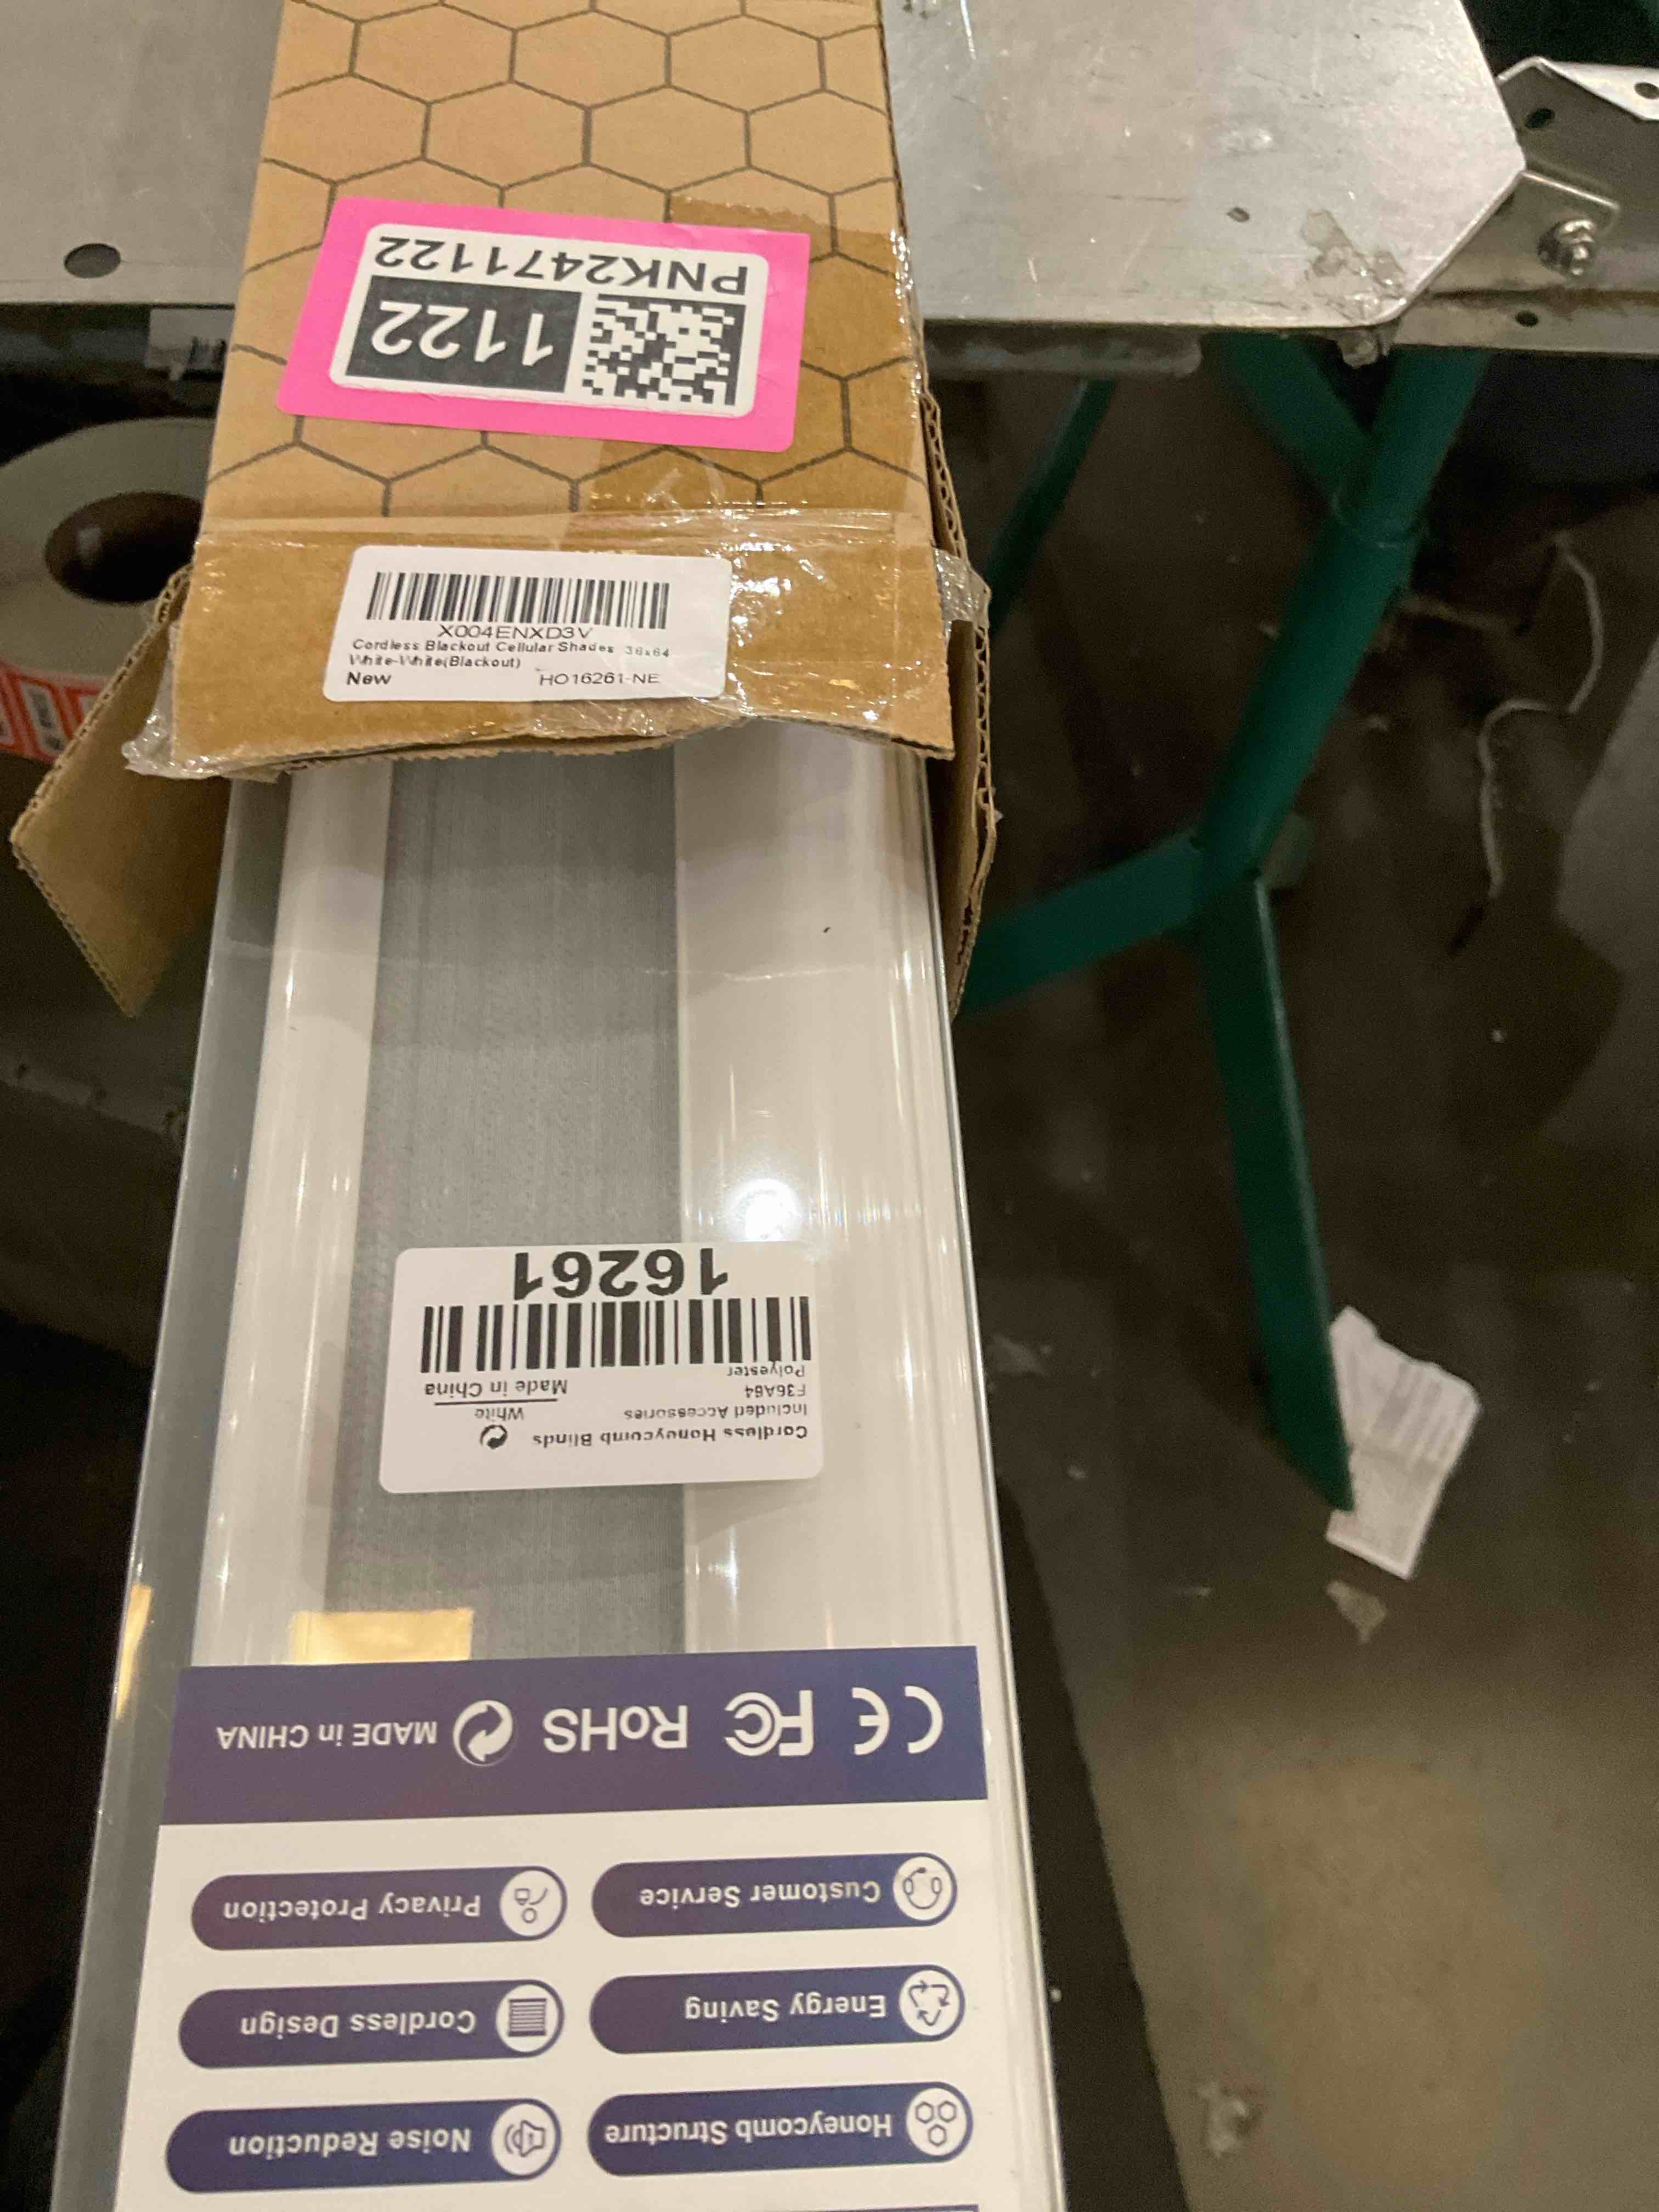 PNK2471122
1122
X004ENXD3V
Cordless Blackout Cellular Shades 36x64
White-White(Blackout)
New
HO16261-NE
Cordless Honeycomb Blinds
Included Accessories
White
F36A64
Made in China
Polyester
16261
CE FC RoHS MADE in CHINA
Honeycomb Structure
Noise Reduction
Energy Saving
Cordless Design
Customer Service
Privacy Protection